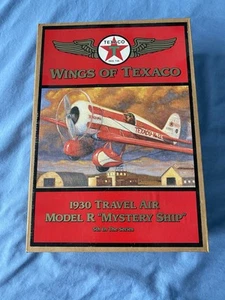 TEXACO
WINGS OF TEXACO
TEXACO
1930 TRAVEL AIR
MODEL R "MYSTERY SHIP"